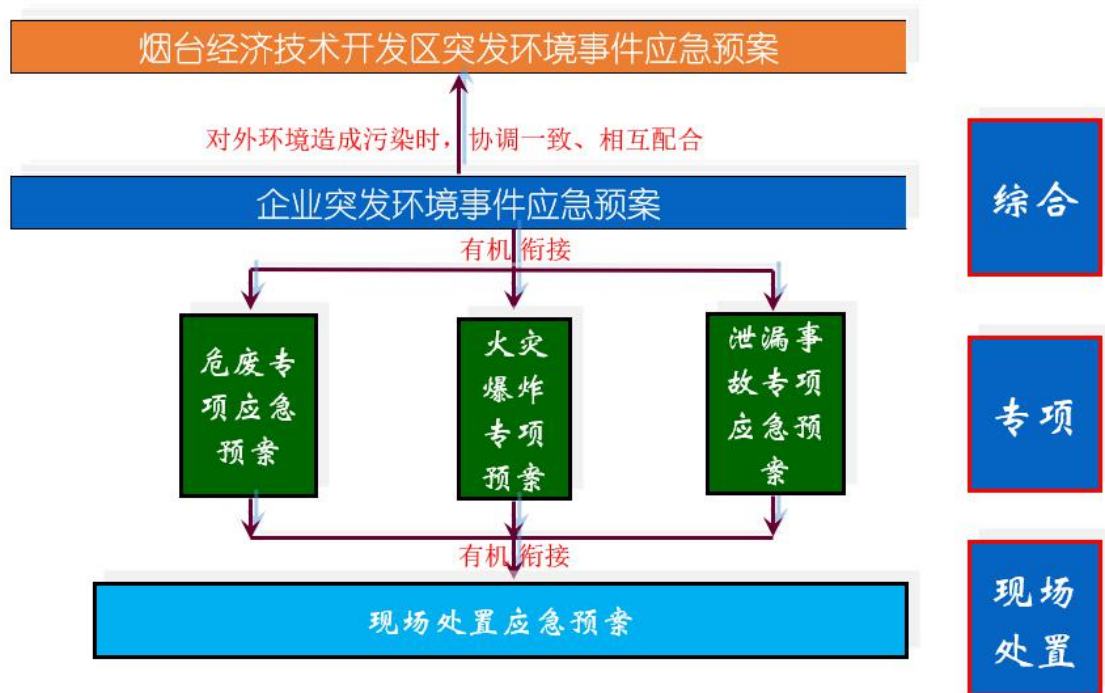 烟台经济技术开发区突发环境事件应急预案
对外环境造成污染时，协调一致、相互配合
企业突发环境事件应急预案
综合
有机衔接
危废专
项应急
预案
火灾
爆炸
专项
预案
泄漏事
故专项
应急预
案
专项
有机衔接
现场处置应急预案
现场
处置